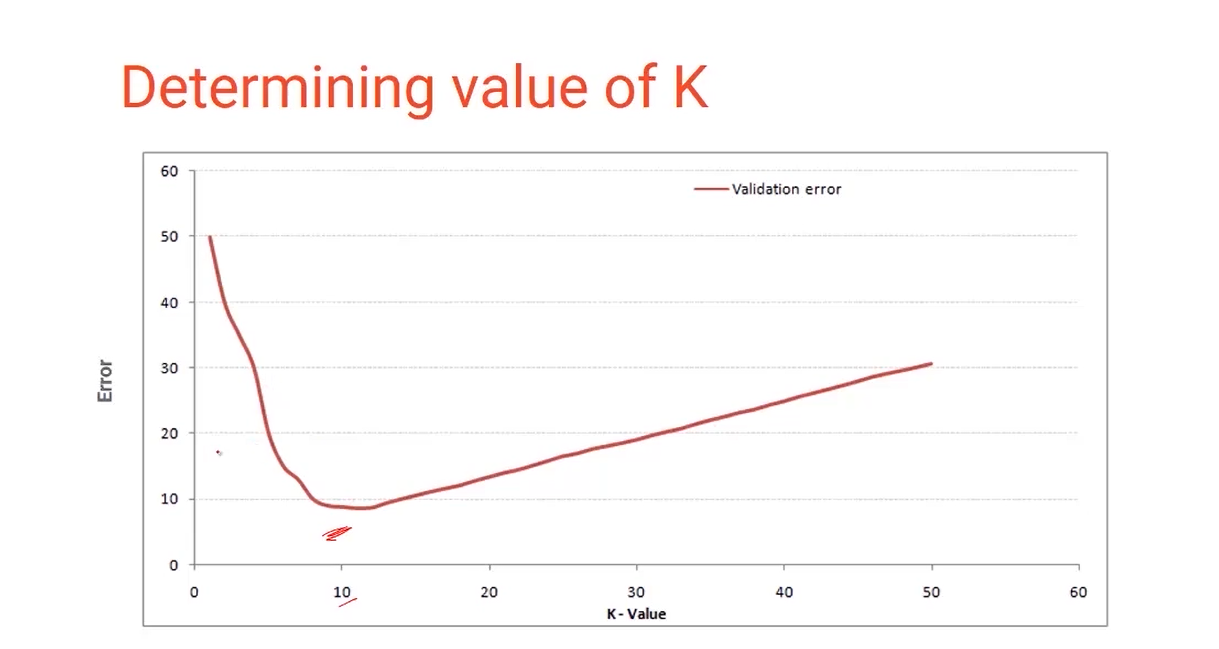 Determining value of K
60
Validation error
50
40
30
Error
20
10
0
0 10 20 30 40 50 60
K - Value